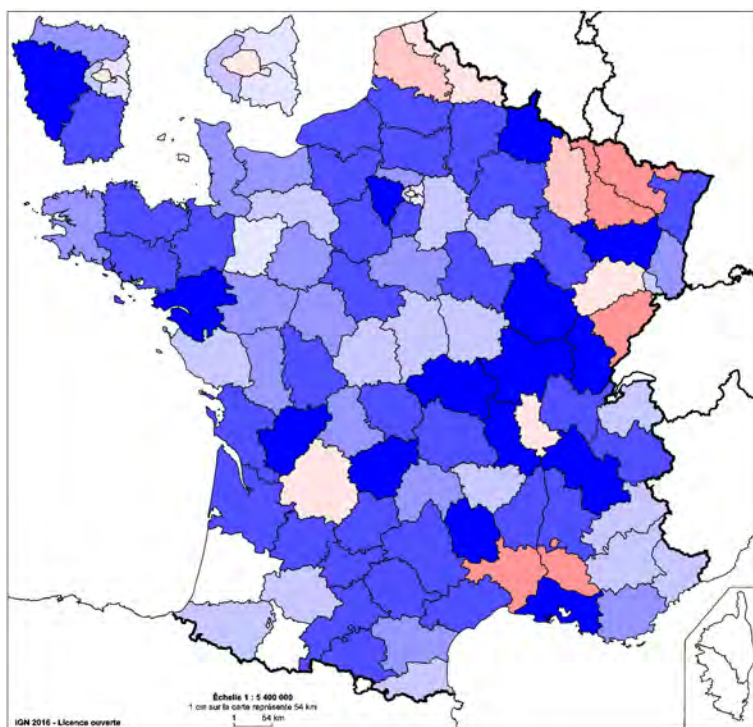 Échelle 1 : 5 400 000
1 cm sur la carte représente 54 km
1 54 km
IGN 2016 - Licence ouverte